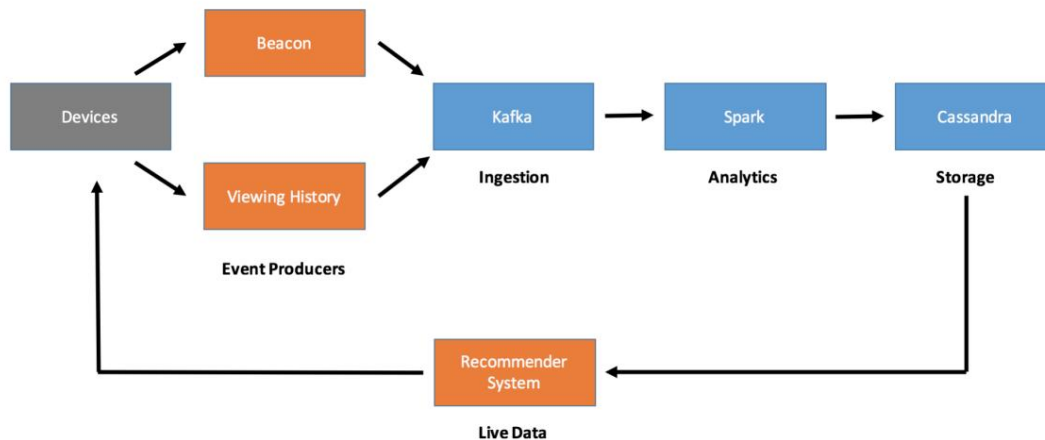 Beacon
Devices
Kafka
Spark
Cassandra
Ingestion
Analytics
Storage
Viewing History
Event Producers
Recommender
System
Live Data